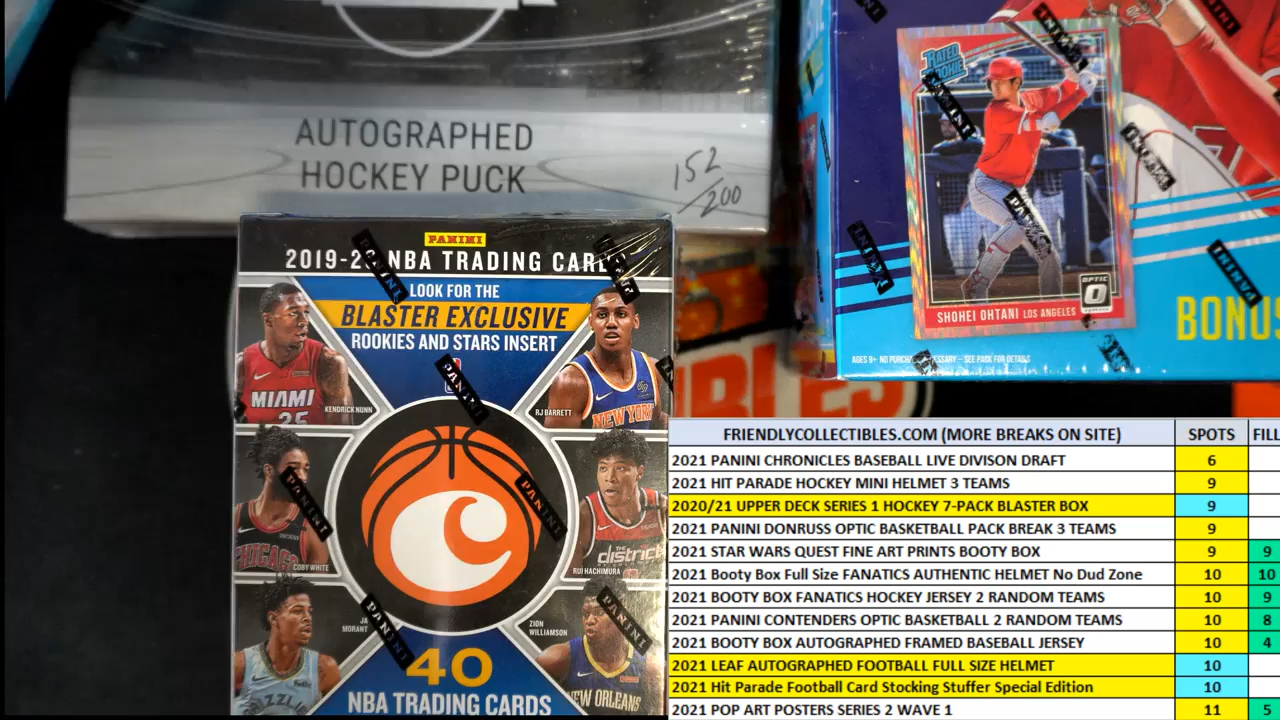 AUTOGRAPHED
HOCKEY PUCK
152
/200
PANINI
NBA TRADING
LOOK FOR THE
BLASTER EXCLUSIVE
ROOKIES AND STARS INSERT
KENDRICK NUNN
RJ BARRETT
MIAMI
25
NEW YORK
COBY WHITE
RUI HACHIMURA
CHICAGO
the district
JA
MORANT
ZION
WILLIAMSON
40
NBA TRADING CARDS
NEW ORLEANS
RATED
ROOKIE
OPTIC
SHOHEI OHTANI LOS ANGELES
BONUS
AGES 9+
SEE PACK FOR DETAILS
PANINI
FRIENDLYCOLLECTIBLES.COM (MORE BREAKS ON SITE) SPOTS FILL
2021 PANINI CHRONICLES BASEBALL LIVE DIVISON DRAFT 6
2021 HIT PARADE HOCKEY MINI HELMET 3 TEAMS 9
2020/21 UPPER DECK SERIES 1 HOCKEY 7-PACK BLASTER BOX 9
2021 PANINI DONRUSS OPTIC BASKETBALL PACK BREAK 3 TEAMS 9
2021 STAR WARS QUEST FINE ART PRINTS BOOTY BOX 9 9
2021 Booty Box Full Size FANATICS AUTHENTIC HELMET No Dud Zone 10 10
2021 BOOTY BOX FANATICS HOCKEY JERSEY 2 RANDOM TEAMS 10 9
2021 PANINI CONTENDERS OPTIC BASKETBALL 2 RANDOM TEAMS 10 8
2021 BOOTY BOX AUTOGRAPHED FRAMED BASEBALL JERSEY 10 4
2021 LEAF AUTOGRAPHED FOOTBALL FULL SIZE HELMET 10
2021 Hit Parade Football Card Stocking Stuffer Special Edition 10
2021 POP ART POSTERS SERIES 2 WAVE 1 11 5